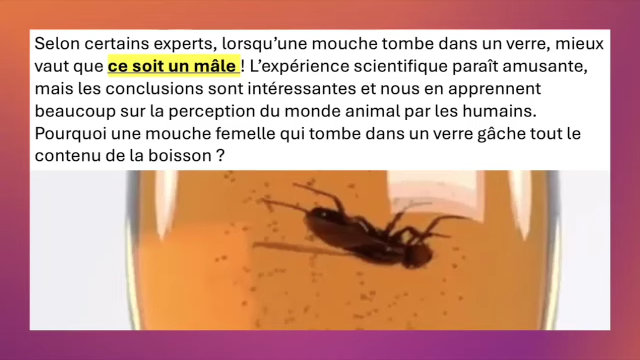 Selon certains experts, lorsqu’une mouche tombe dans un verre, mieux
vaut que ce soit un mâle ! L’expérience scientifique paraît amusante,
mais les conclusions sont intéressantes et nous en apprennent
beaucoup sur la perception du monde animal par les humains.
Pourquoi une mouche femelle qui tombe dans un verre gâche tout le
contenu de la boisson ?